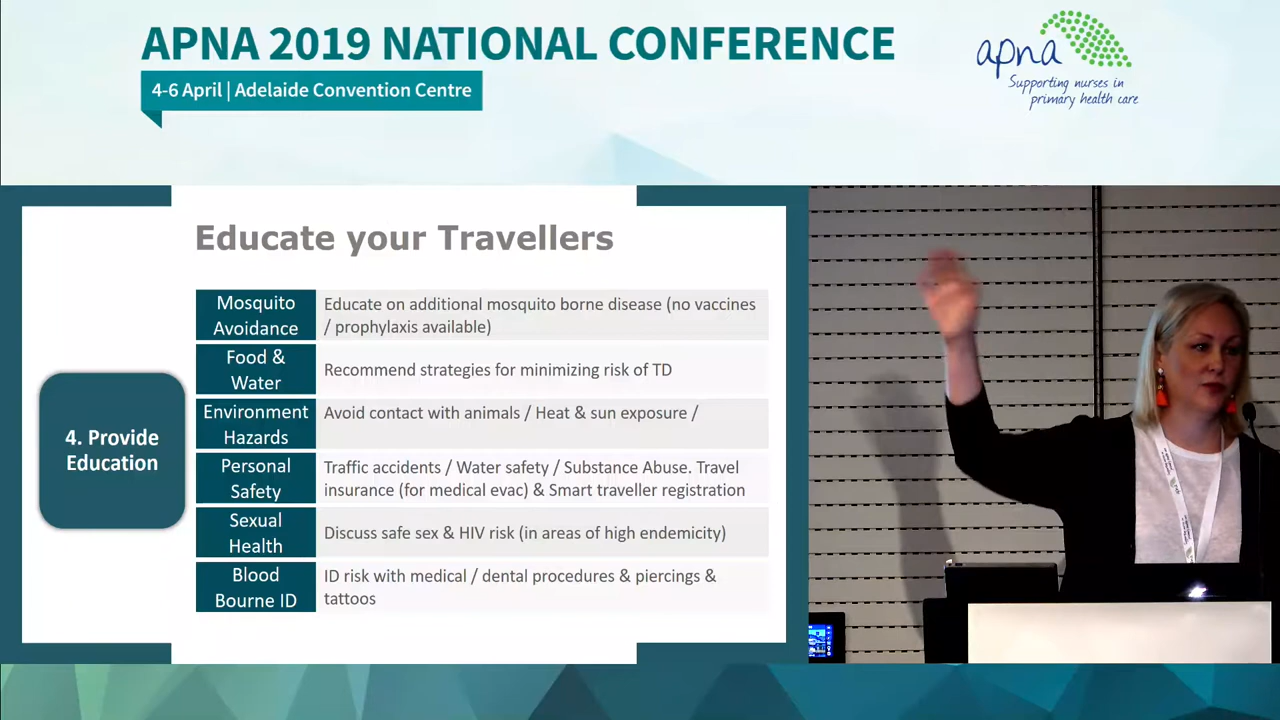 APNA 2019 NATIONAL CONFERENCE
4-6 April | Adelaide Convention Centre
apna
Supporting nurses in
primary health care
Educate your Travellers
4. Provide
Education
Mosquito
Avoidance
Educate on additional mosquito borne disease (no vaccines
/ prophylaxis available)
Food &
Water
Recommend strategies for minimizing risk of TD
Environment
Hazards
Avoid contact with animals / Heat & sun exposure /
Personal
Safety
Traffic accidents / Water safety / Substance Abuse. Travel
insurance (for medical evac) & Smart traveller registration
Sexual
Health
Discuss safe sex & HIV risk (in areas of high endemicity)
Blood
Bourne ID
ID risk with medical / dental procedures & piercings &
tattoos